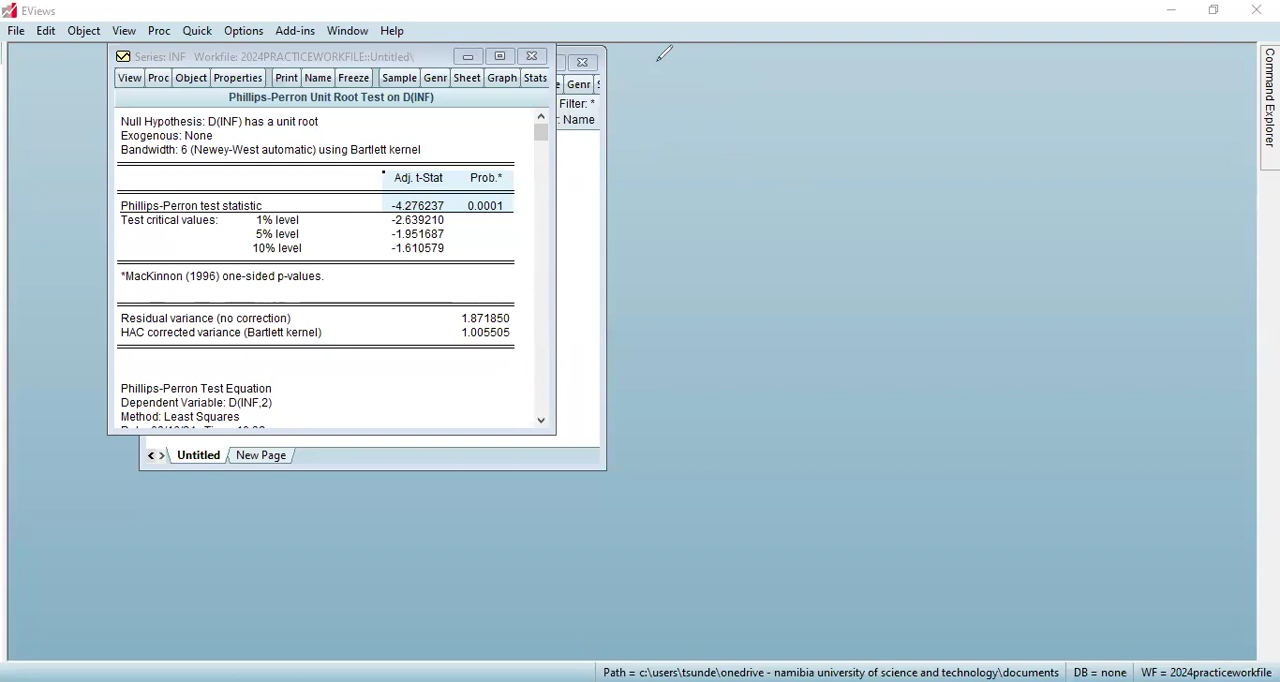 EViews
File Edit Object View Proc Quick Options Add-ins Window Help
Series: INF Workfile: 2024PRACTICEWORKFILE::Untitled\
View Proc Object Properties Print Name Freeze Sample Genr Sheet Graph Stats
Genr
Phillips-Perron Unit Root Test on D(INF)
Filter: *
Name
Null Hypothesis: D(INF) has a unit root
Exogenous: None
Bandwidth: 6 (Newey-West automatic) using Bartlett kernel
Adj. t-Stat Prob.*
Phillips-Perron test statistic -4.276237 0.0001
Test critical values: 1% level -2.639210
5% level -1.951687
10% level -1.610579
*MacKinnon (1996) one-sided p-values.
Residual variance (no correction) 1.871850
HAC corrected variance (Bartlett kernel) 1.005505
Phillips-Perron Test Equation
Dependent Variable: D(INF,2)
Method: Least Squares
Untitled New Page
Command Explorer
Path = c:\users\tsunde\onedrive - namibia university of science and technology\documents DB = none WF = 2024practiceworkfile